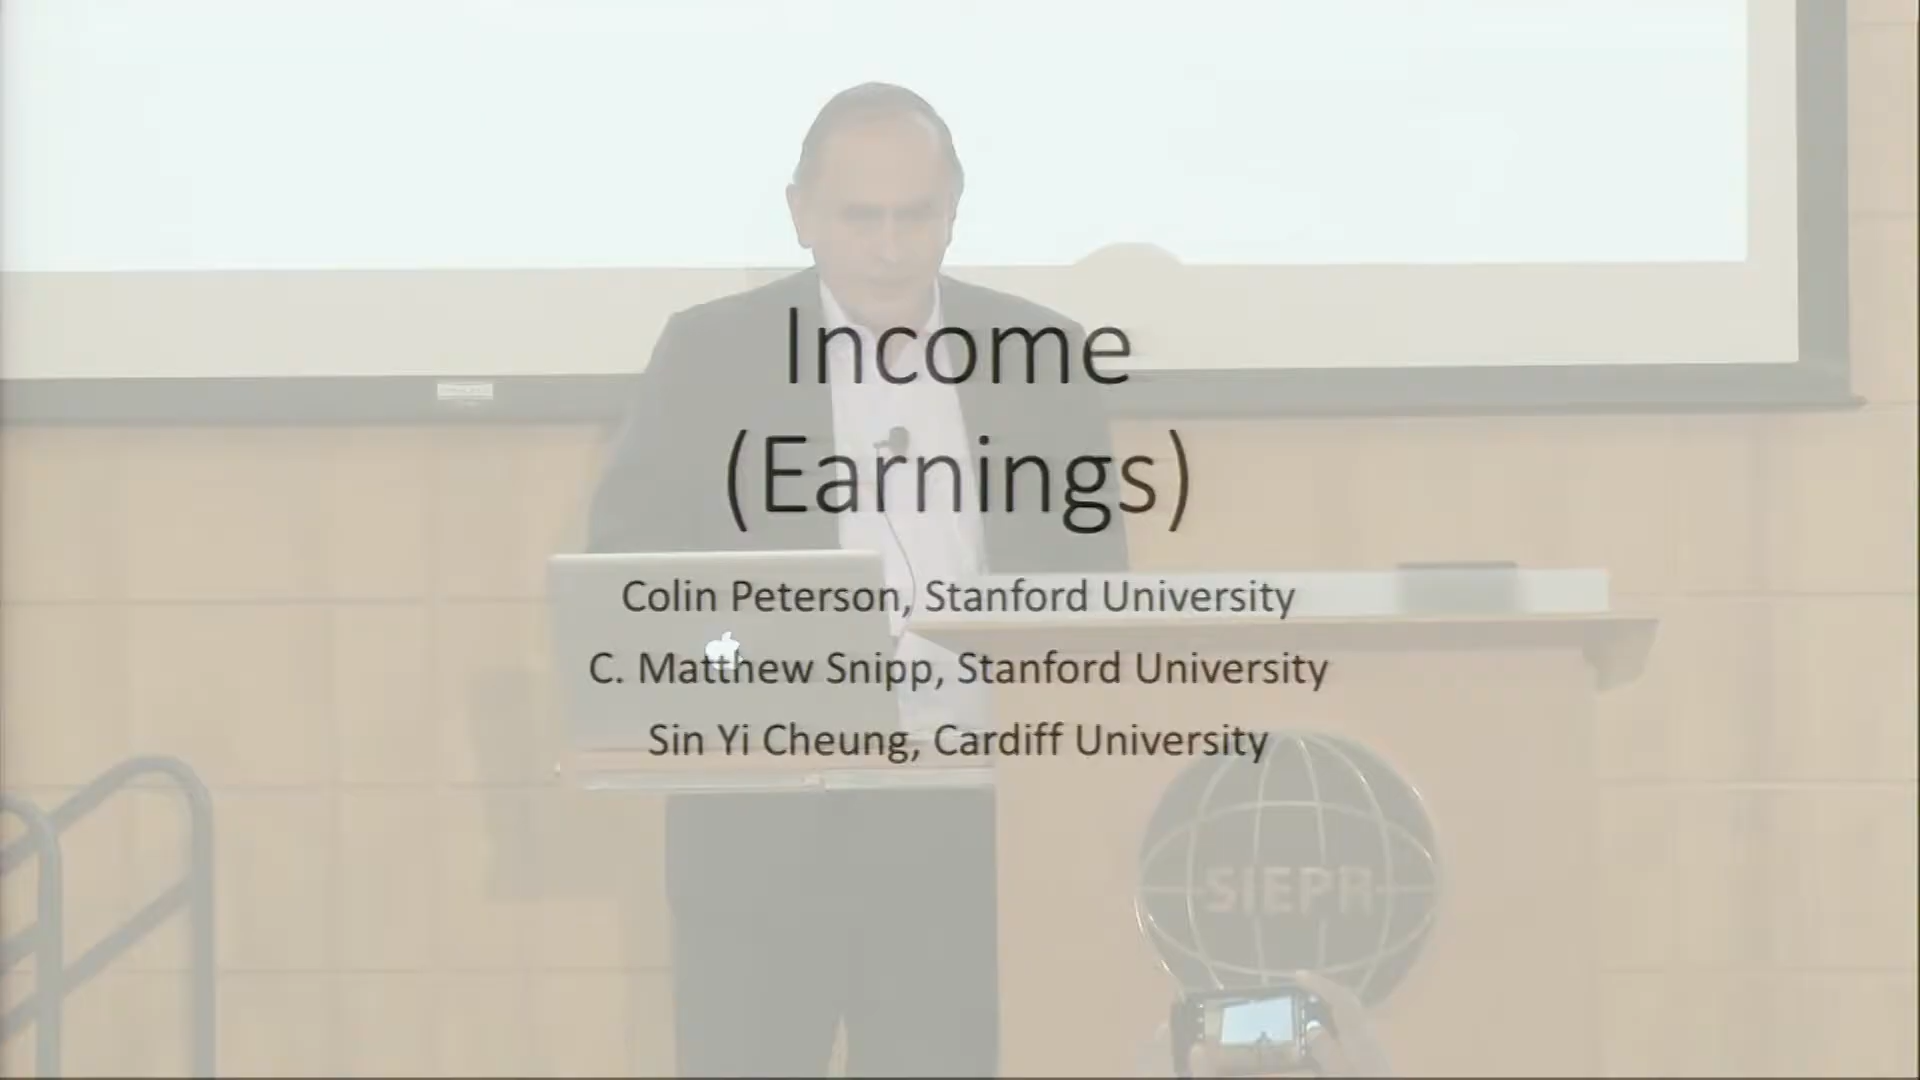 Income
(Earnings)
Colin Peterson, Stanford University
C. Matthew Snipp, Stanford University
Sin Yi Cheung, Cardiff University
SIEPR